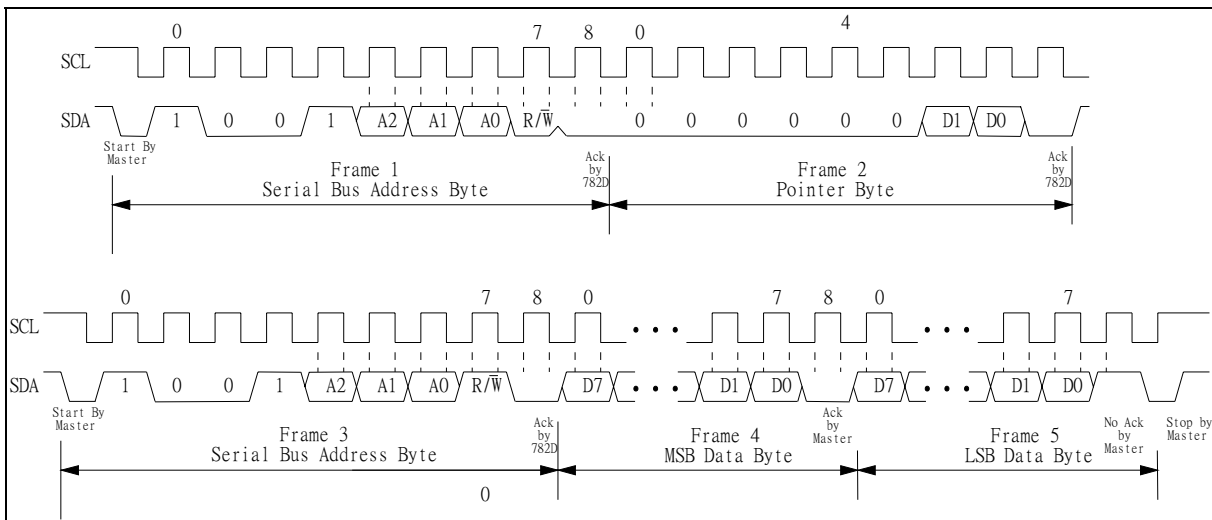 0 7 8 0 4
SCL
SDA 1 0 0 1 A2 A1 A0 R/W̅ 0 0 0 0 0 0 D1 D0
Start By
Master
Ack
by
782D
Ack
by
782D
Frame 1
Serial Bus Address Byte
Frame 2
Pointer Byte
0 7 8 0 7 8 0 7
SCL • • • • • •
SDA 1 0 0 1 A2 A1 A0 R/W̅ D7 • • • D1 D0 D7 • • • D1 D0
Start By
Master
Ack
by
782D
Ack
by
Master
No Ack
by
Master
Stop by
Master
Frame 3
Serial Bus Address Byte
Frame 4
MSB Data Byte
Frame 5
LSB Data Byte
0